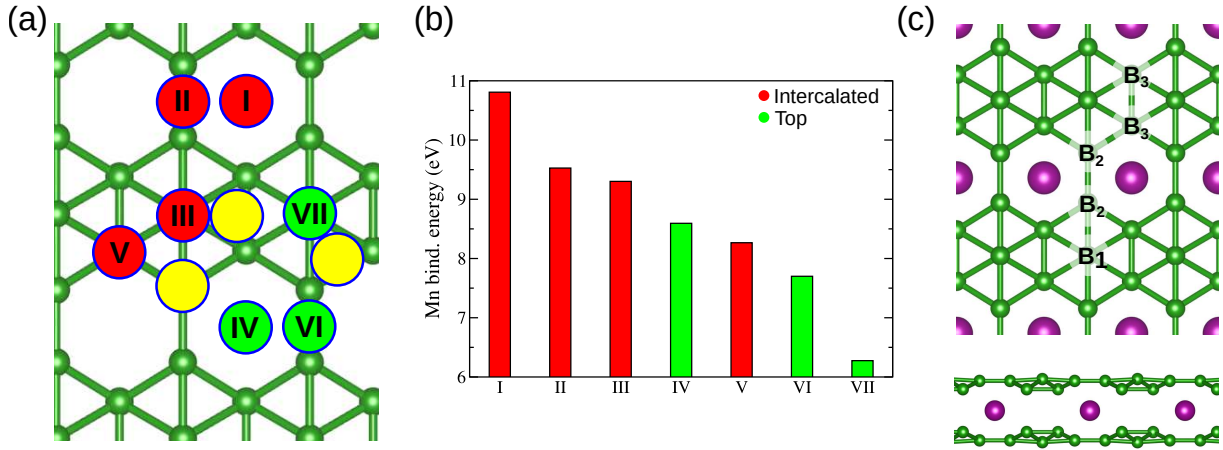 (a)
II
I
III
VII
V
IV
VI
(b)
Mn bind. energy (eV)
11
10
9
8
7
6
Intercalated
Top
I
II
III
IV
V
VI
VII
(c)
B3
B3
B2
B2
B1